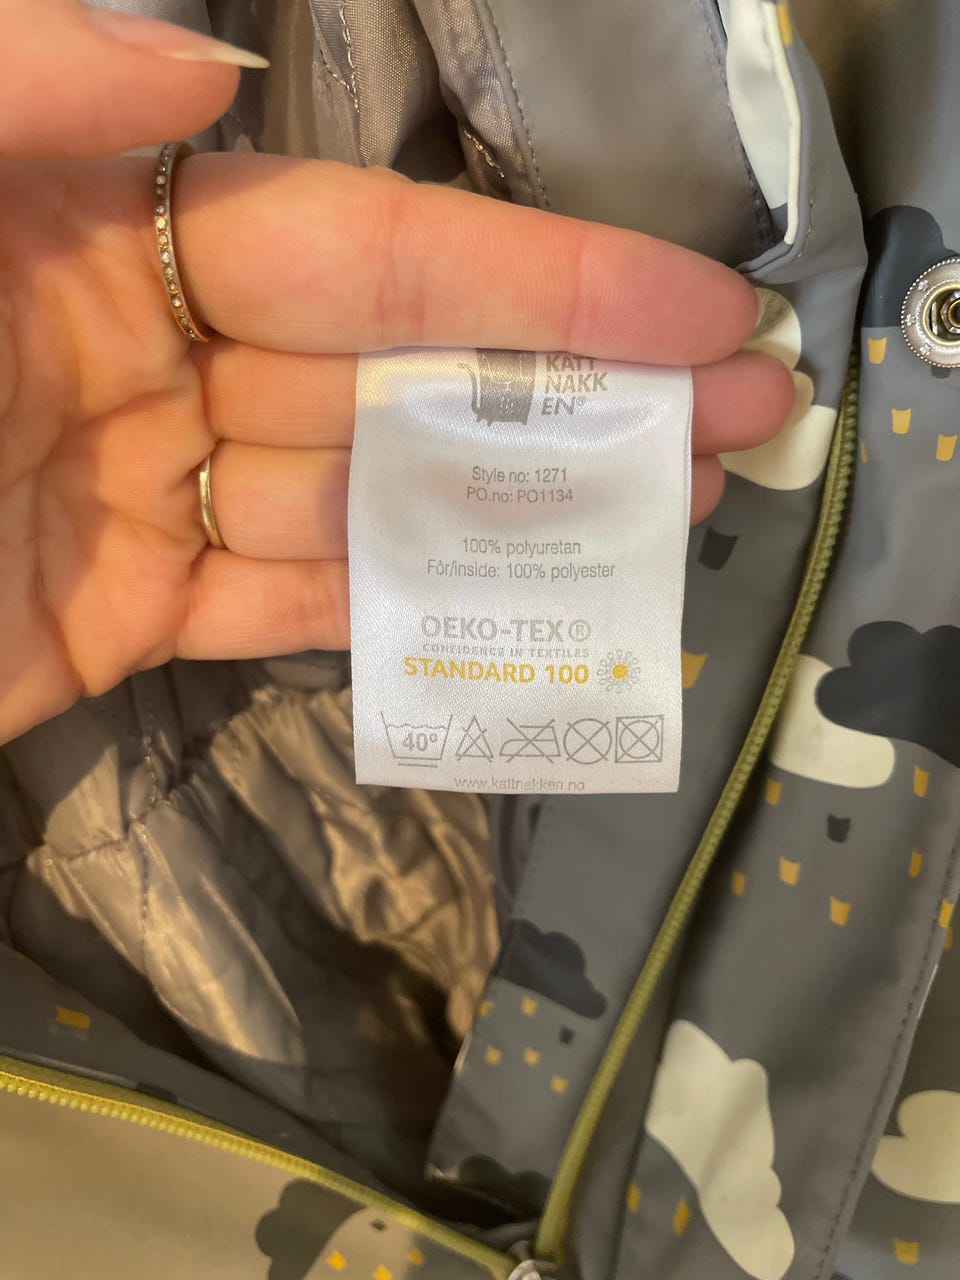 KATT
NAKK
EN®
Style no: 1271
PO.no: PO1134
100% polyuretan
Fôr/inside: 100% polyester
OEKO-TEX®
CONFIDENCE IN TEXTILES
STANDARD 100
40°
www.kattnakken.no